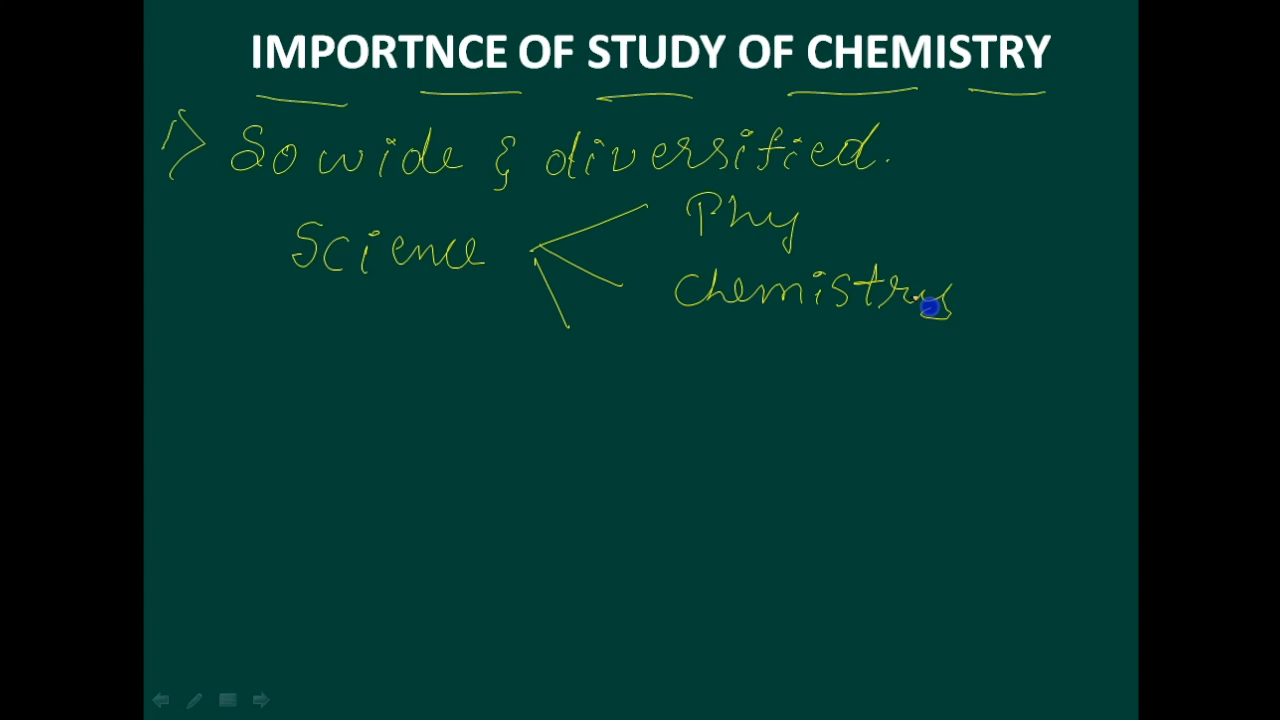 IMPORTNCE OF STUDY OF CHEMISTRY
1) So wide & diversified.
Phy
Science
Chemistry